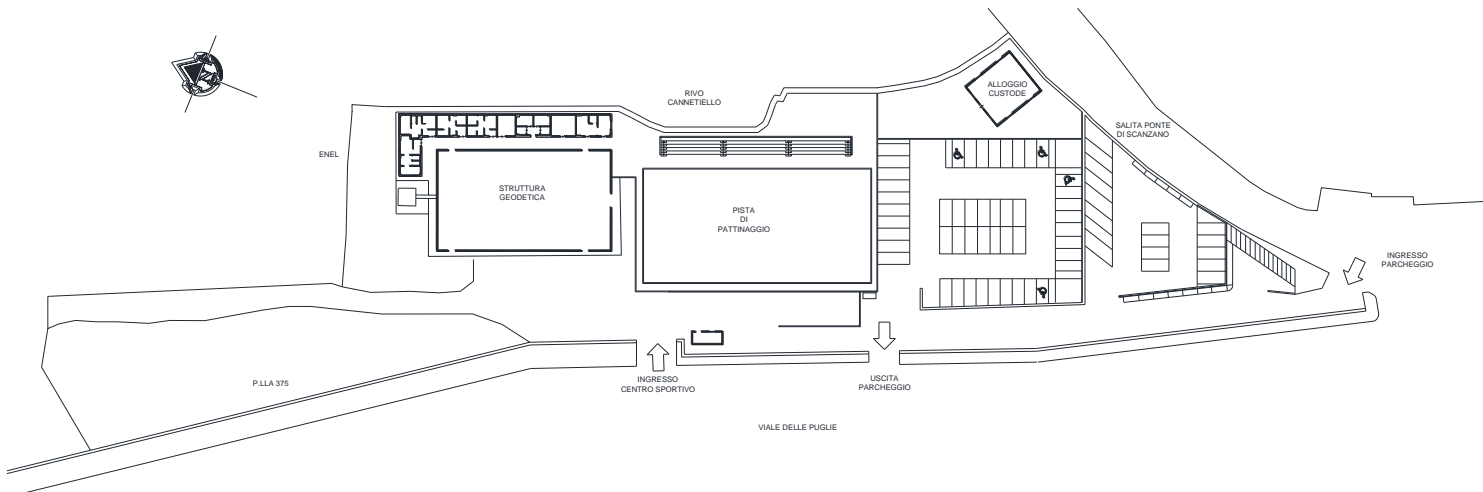 RIVO
CANNETIELLO
ALLOGGIO
CUSTODE
SALITA PONTE
DI SCANZANO
ENEL
STRUTTURA
GEODETICA
PISTA
DI
PATTINAGGIO
INGRESSO
PARCHEGGIO
P.LLA 375
INGRESSO
CENTRO SPORTIVO
USCITA
PARCHEGGIO
VIALE DELLE PUGLIE